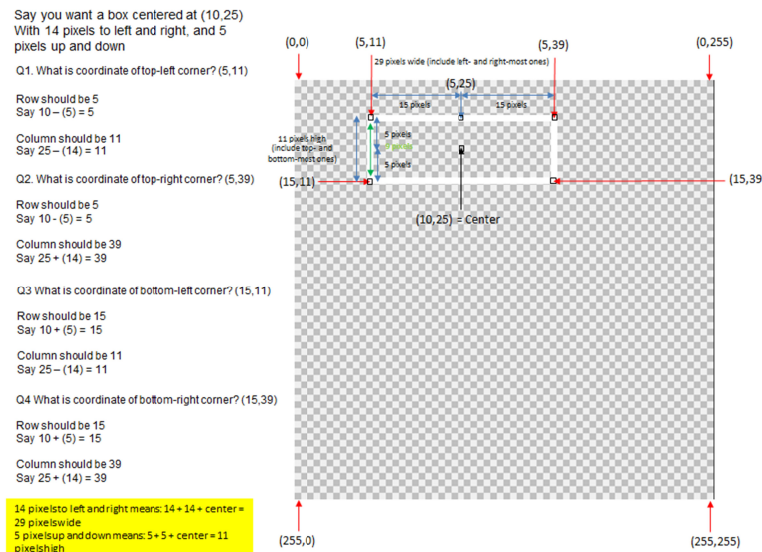 Say you want a box centered at (10,25)
With 14 pixels to left and right, and 5
pixels up and down
Q1. What is coordinate of top-left corner? (5,11)
Row should be 5
Say 10 – (5) = 5
Column should be 11
Say 25 – (14) = 11
Q2. What is coordinate of top-right corner? (5,39)
Row should be 5
Say 10 - (5) = 5
Column should be 39
Say 25 + (14) = 39
Q3 What is coordinate of bottom-left corner? (15,11)
Row should be 15
Say 10 + (5) = 15
Column should be 11
Say 25 – (14) = 11
Q4 What is coordinate of bottom-right corner? (15,39)
Row should be 15
Say 10 + (5) = 15
Column should be 39
Say 25 + (14) = 39
14 pixelsto left and right means: 14 + 14 + center =
29 pixelswide
5 pixelsup and down means: 5 + 5 + center = 11
pixelshigh
(0,0)
(5,11)
(5,39)
(0,255)
29 pixels wide (include left- and right-most ones)
(5,25)
15 pixels
15 pixels
11 pixels high
(include top- and
bottom-most ones)
5 pixels
5 pixels
(15,11)
(15,39
(10,25) = Center
(255,0)
(255,255)